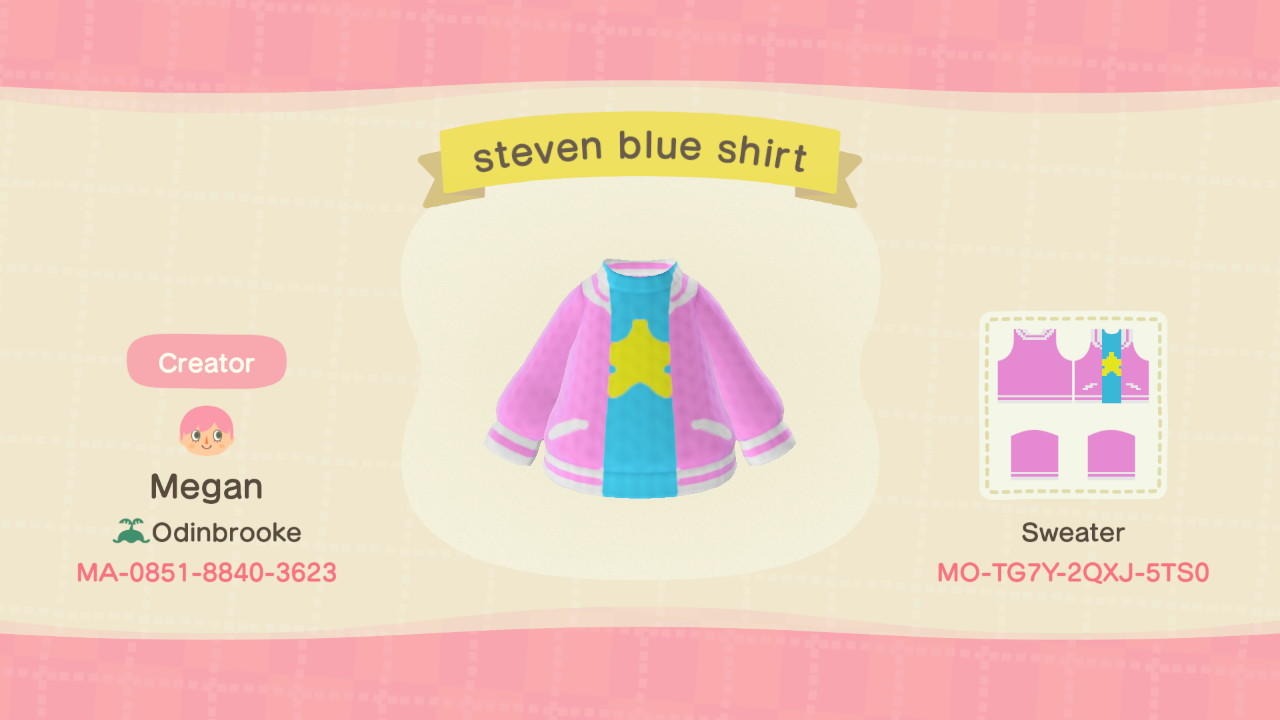 steven blue shirt
Creator
Megan
Odinbrooke
MA-0851-8840-3623
Sweater
MO-TG7Y-2QXJ-5TS0